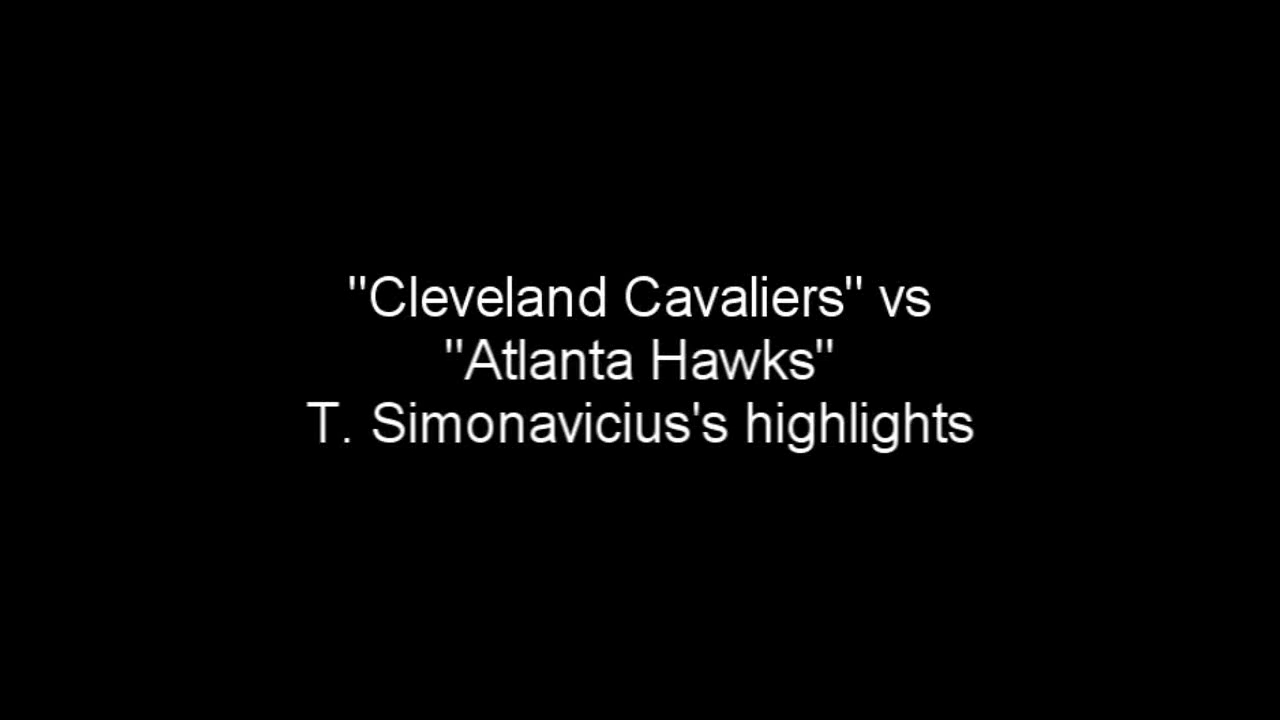 "Cleveland Cavaliers" vs
"Atlanta Hawks"
T. Simonavicius's highlights